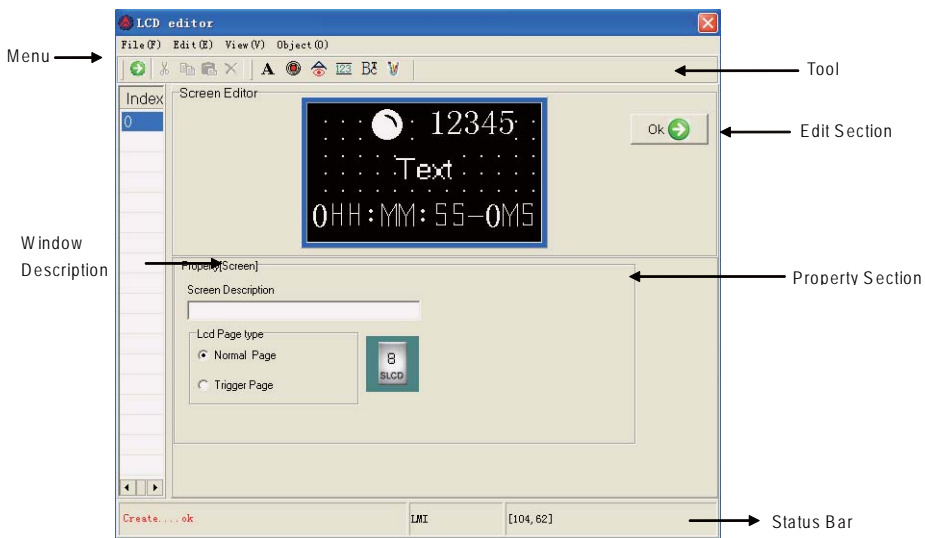 LCD editor
File(F) Edit(E) View(V) Object(O)
Menu
A 123
Tool
Index
Screen Editor
0
12345
Ok
Edit Section
Text
0HH:MM:SS-0MS
Window
Description
Property[Screen]
Property Section
Screen Description
Lcd Page type
Normal Page
8
SLCD
Trigger Page
Create....ok
LMI
[104,62]
Status Bar